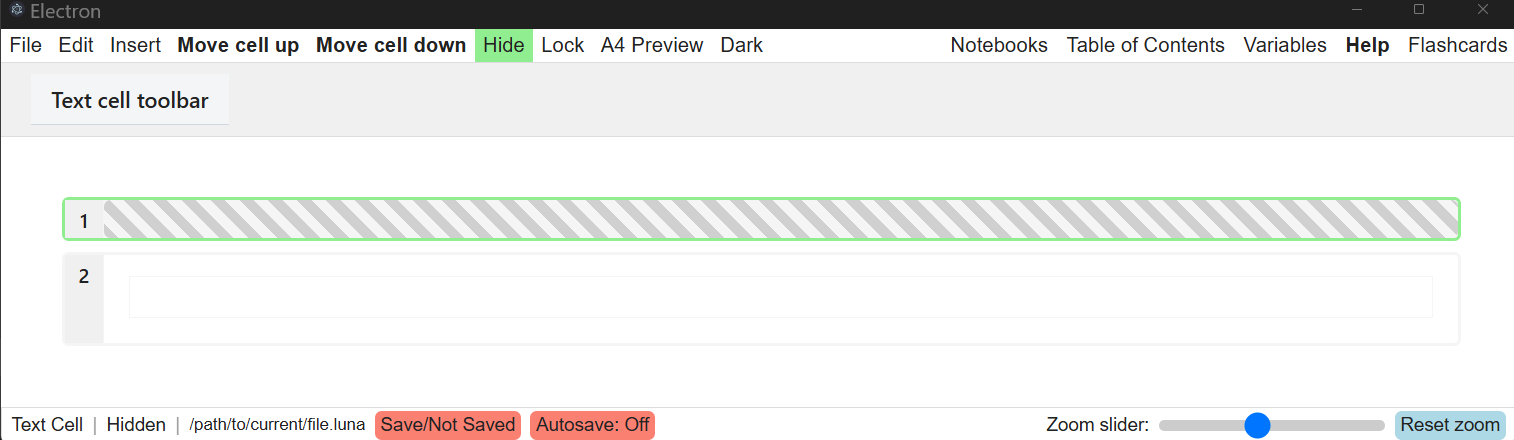 Electron
File Edit Insert Move cell up Move cell down Hide Lock A4 Preview Dark Notebooks Table of Contents Variables Help Flashcards
Text cell toolbar
1
2
Text Cell | Hidden | /path/to/current/file.luna Save/Not Saved Autosave: Off Zoom slider: Reset zoom